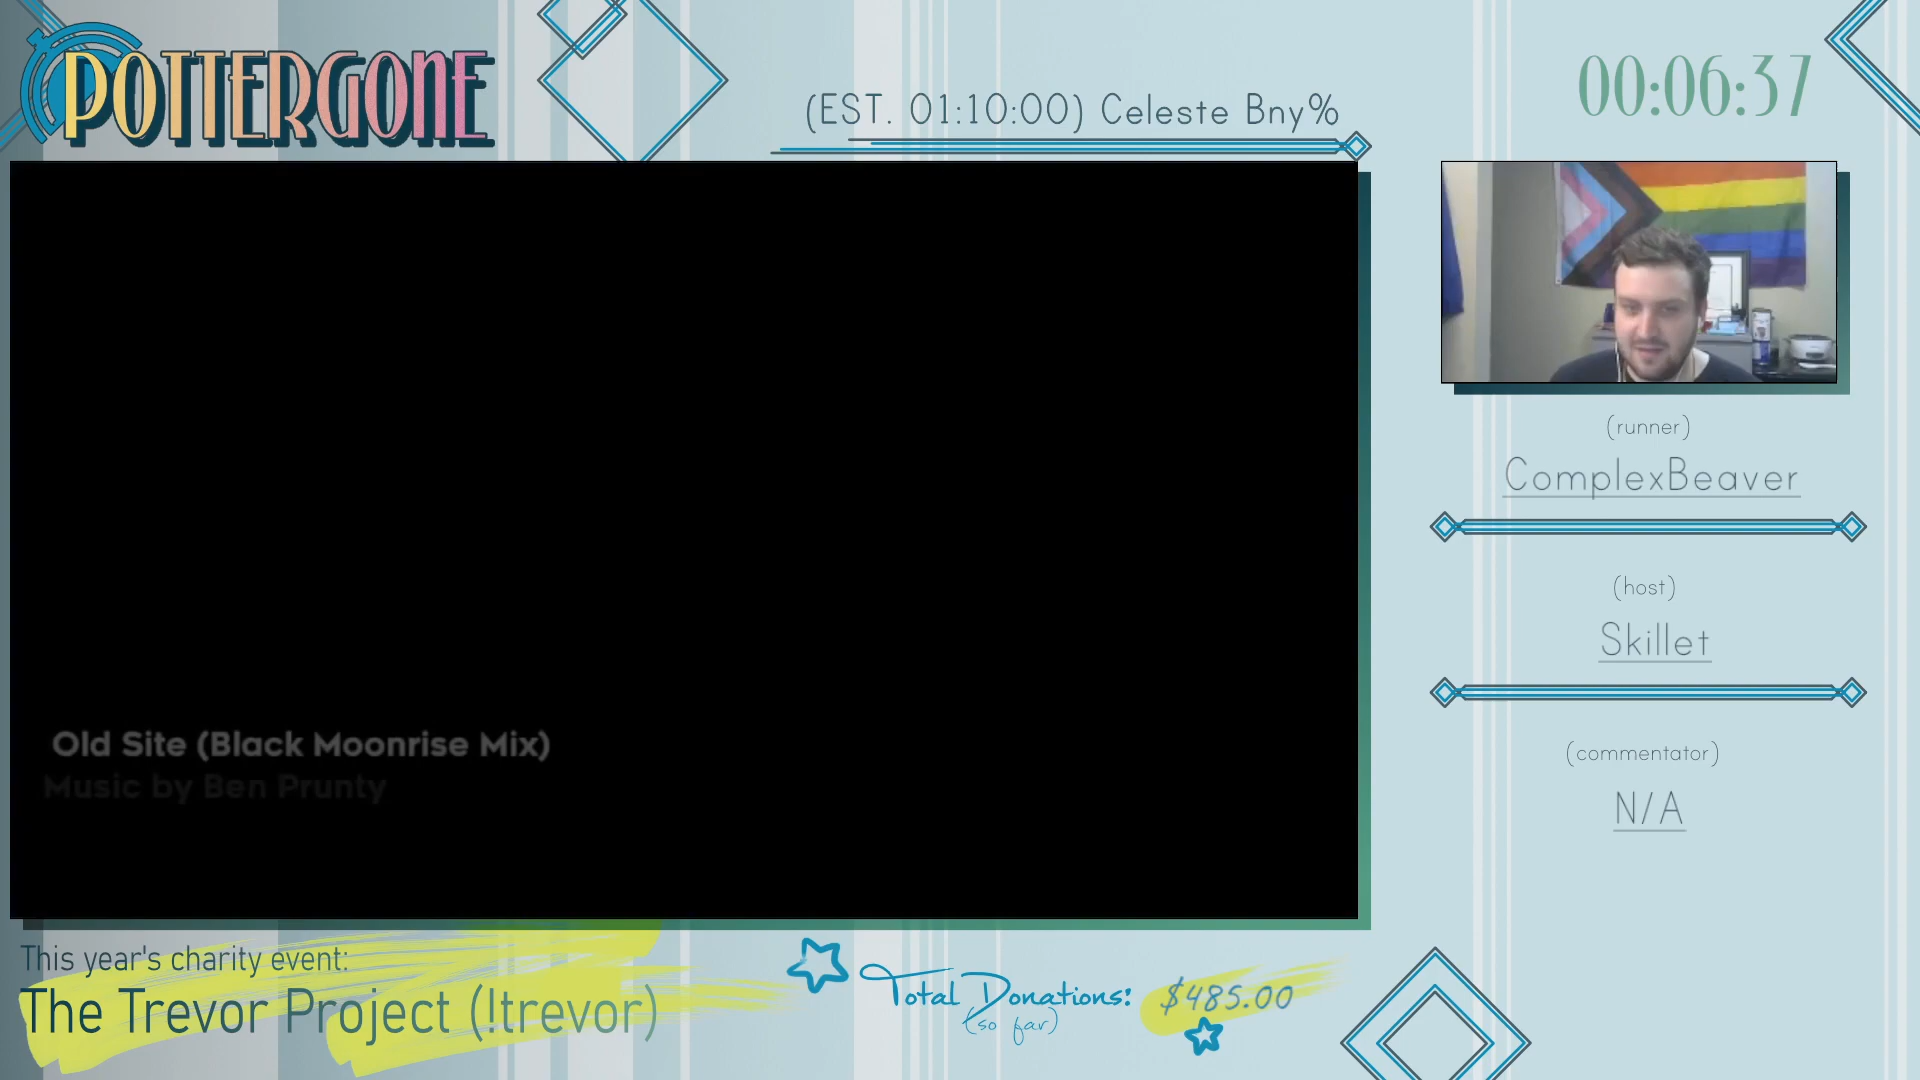 POTTERGONE
(EST. 01:10:00) Celeste Bny%
00:06:37
(runner)
ComplexBeaver
(host)
Skillet
(commentator)
N/A
Old Site (Black Moonrise Mix)
Music by Ben Prunty
This year's charity event:
The Trevor Project (!trevor)
Total Donations: $485.00
(so far)